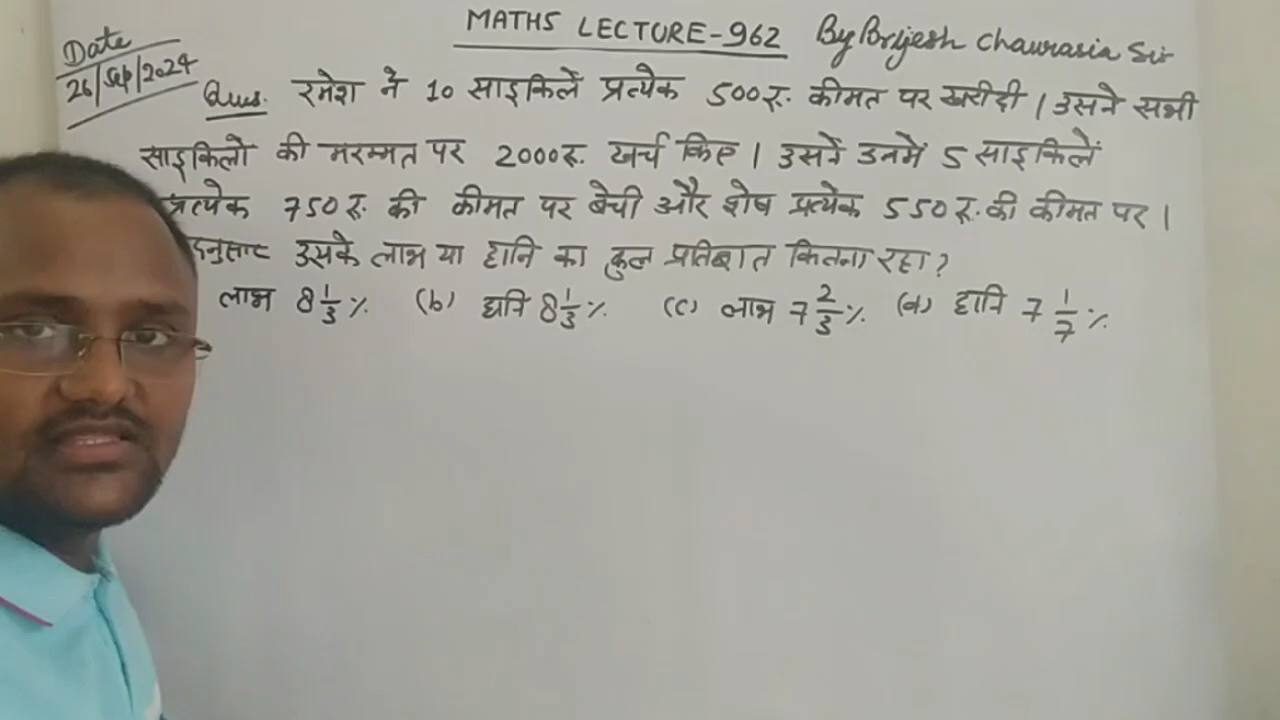 MATHS LECTURE-962 By Brijesh Chaurasia Sir
Date
26/Sep/2024
Ques. रमेश ने 10 साइकिलें प्रत्येक 500रू. कीमत पर खरीदी । उसने सभी
साइकिलो की मरम्मत पर 2000रू. खर्च किए । उसने उनमें 5 साइकिलें
प्रत्येक 750रू. की कीमत पर बेची और शेष प्रत्येक 550रू. की कीमत पर ।
उसके लाभ या हानि का कुल प्रतिशत कितना रहा ?
लाभ 8 1/3 % (b) हानि 8 1/3 % (c) लाभ 7 2/3 % (d) हानि 7 1/7 %